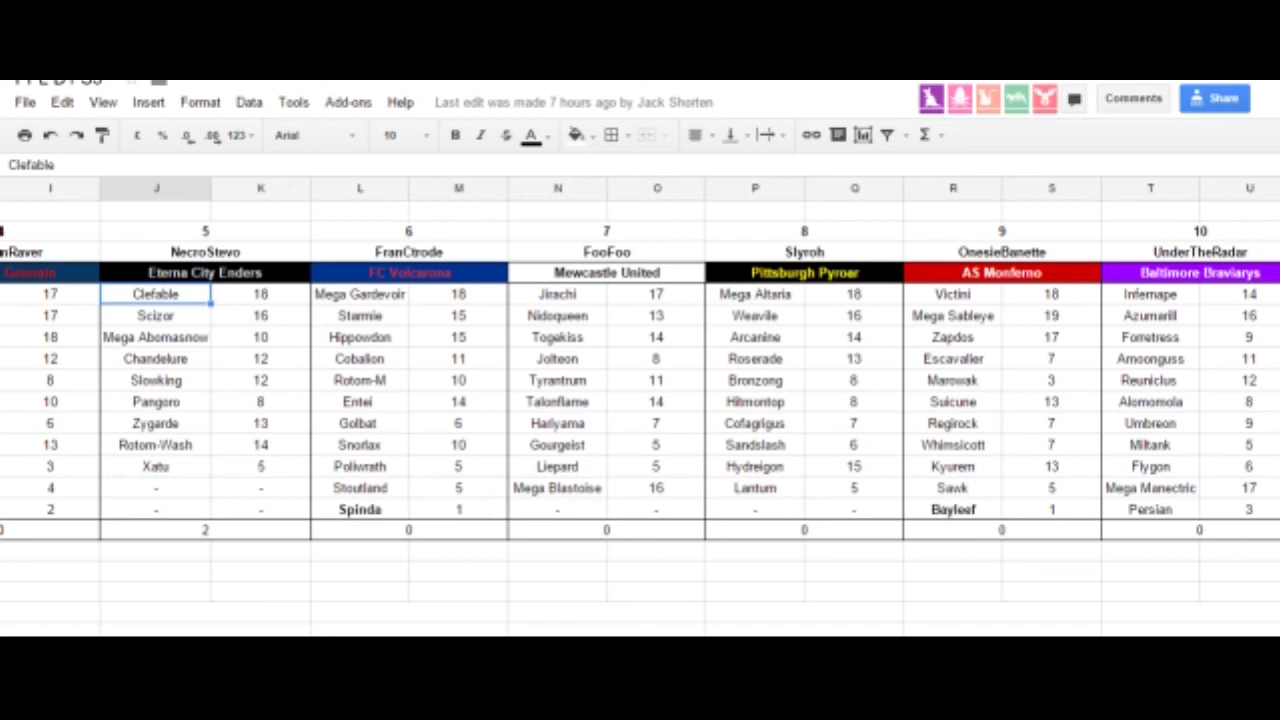 File Edit View Insert Format Data Tools Add-ons Help Last edit was made 7 hours ago by Jack Shorten Comments Share
£ % .0 .00 123 Arial 10 B I S A Σ
Clefable
I J K L M N O P Q R S T U
5 6 7 8 9 10
nRaver NecroStevo FranCtrode FooFoo Slyroh OnesieBanette UnderTheRadar
Eterna City Enders FC Volcarona Mewcastle United Pittsburgh Pyroar AS Monferno Baltimore Braviarys
17 Clefable 18 Mega Gardevoir 18 Jirachi 17 Mega Altaria 18 Victini 18 Infernape 14
17 Scizor 16 Starmie 15 Nidoqueen 13 Weavile 16 Mega Sableye 19 Azumarill 16
18 Mega Abomasnow 10 Hippowdon 15 Togekiss 14 Arcanine 14 Zapdos 17 Forretress 9
12 Chandelure 12 Cobalion 11 Jolteon 8 Roserade 13 Escavalier 7 Amoonguss 11
8 Slowking 12 Rotom-M 10 Tyrantrum 11 Bronzong 8 Marowak 3 Reuniclus 12
10 Pangoro 8 Entei 14 Talonflame 14 Hitmontop 8 Suicune 13 Alomomola 8
6 Zygarde 13 Golbat 6 Hariyama 7 Cofagrigus 7 Regirock 7 Umbreon 9
13 Rotom-Wash 14 Snorlax 10 Gourgeist 5 Sandslash 6 Whimsicott 7 Miltank 5
3 Xatu 5 Poliwrath 5 Liepard 5 Hydreigon 15 Kyurem 13 Flygon 6
4 - - Stoutland 5 Mega Blastoise 16 Lanturn 5 Sawk 5 Mega Manectric 17
2 - - Spinda 1 - - - - Bayleef 1 Persian 3
0 2 0 0 0 0 0